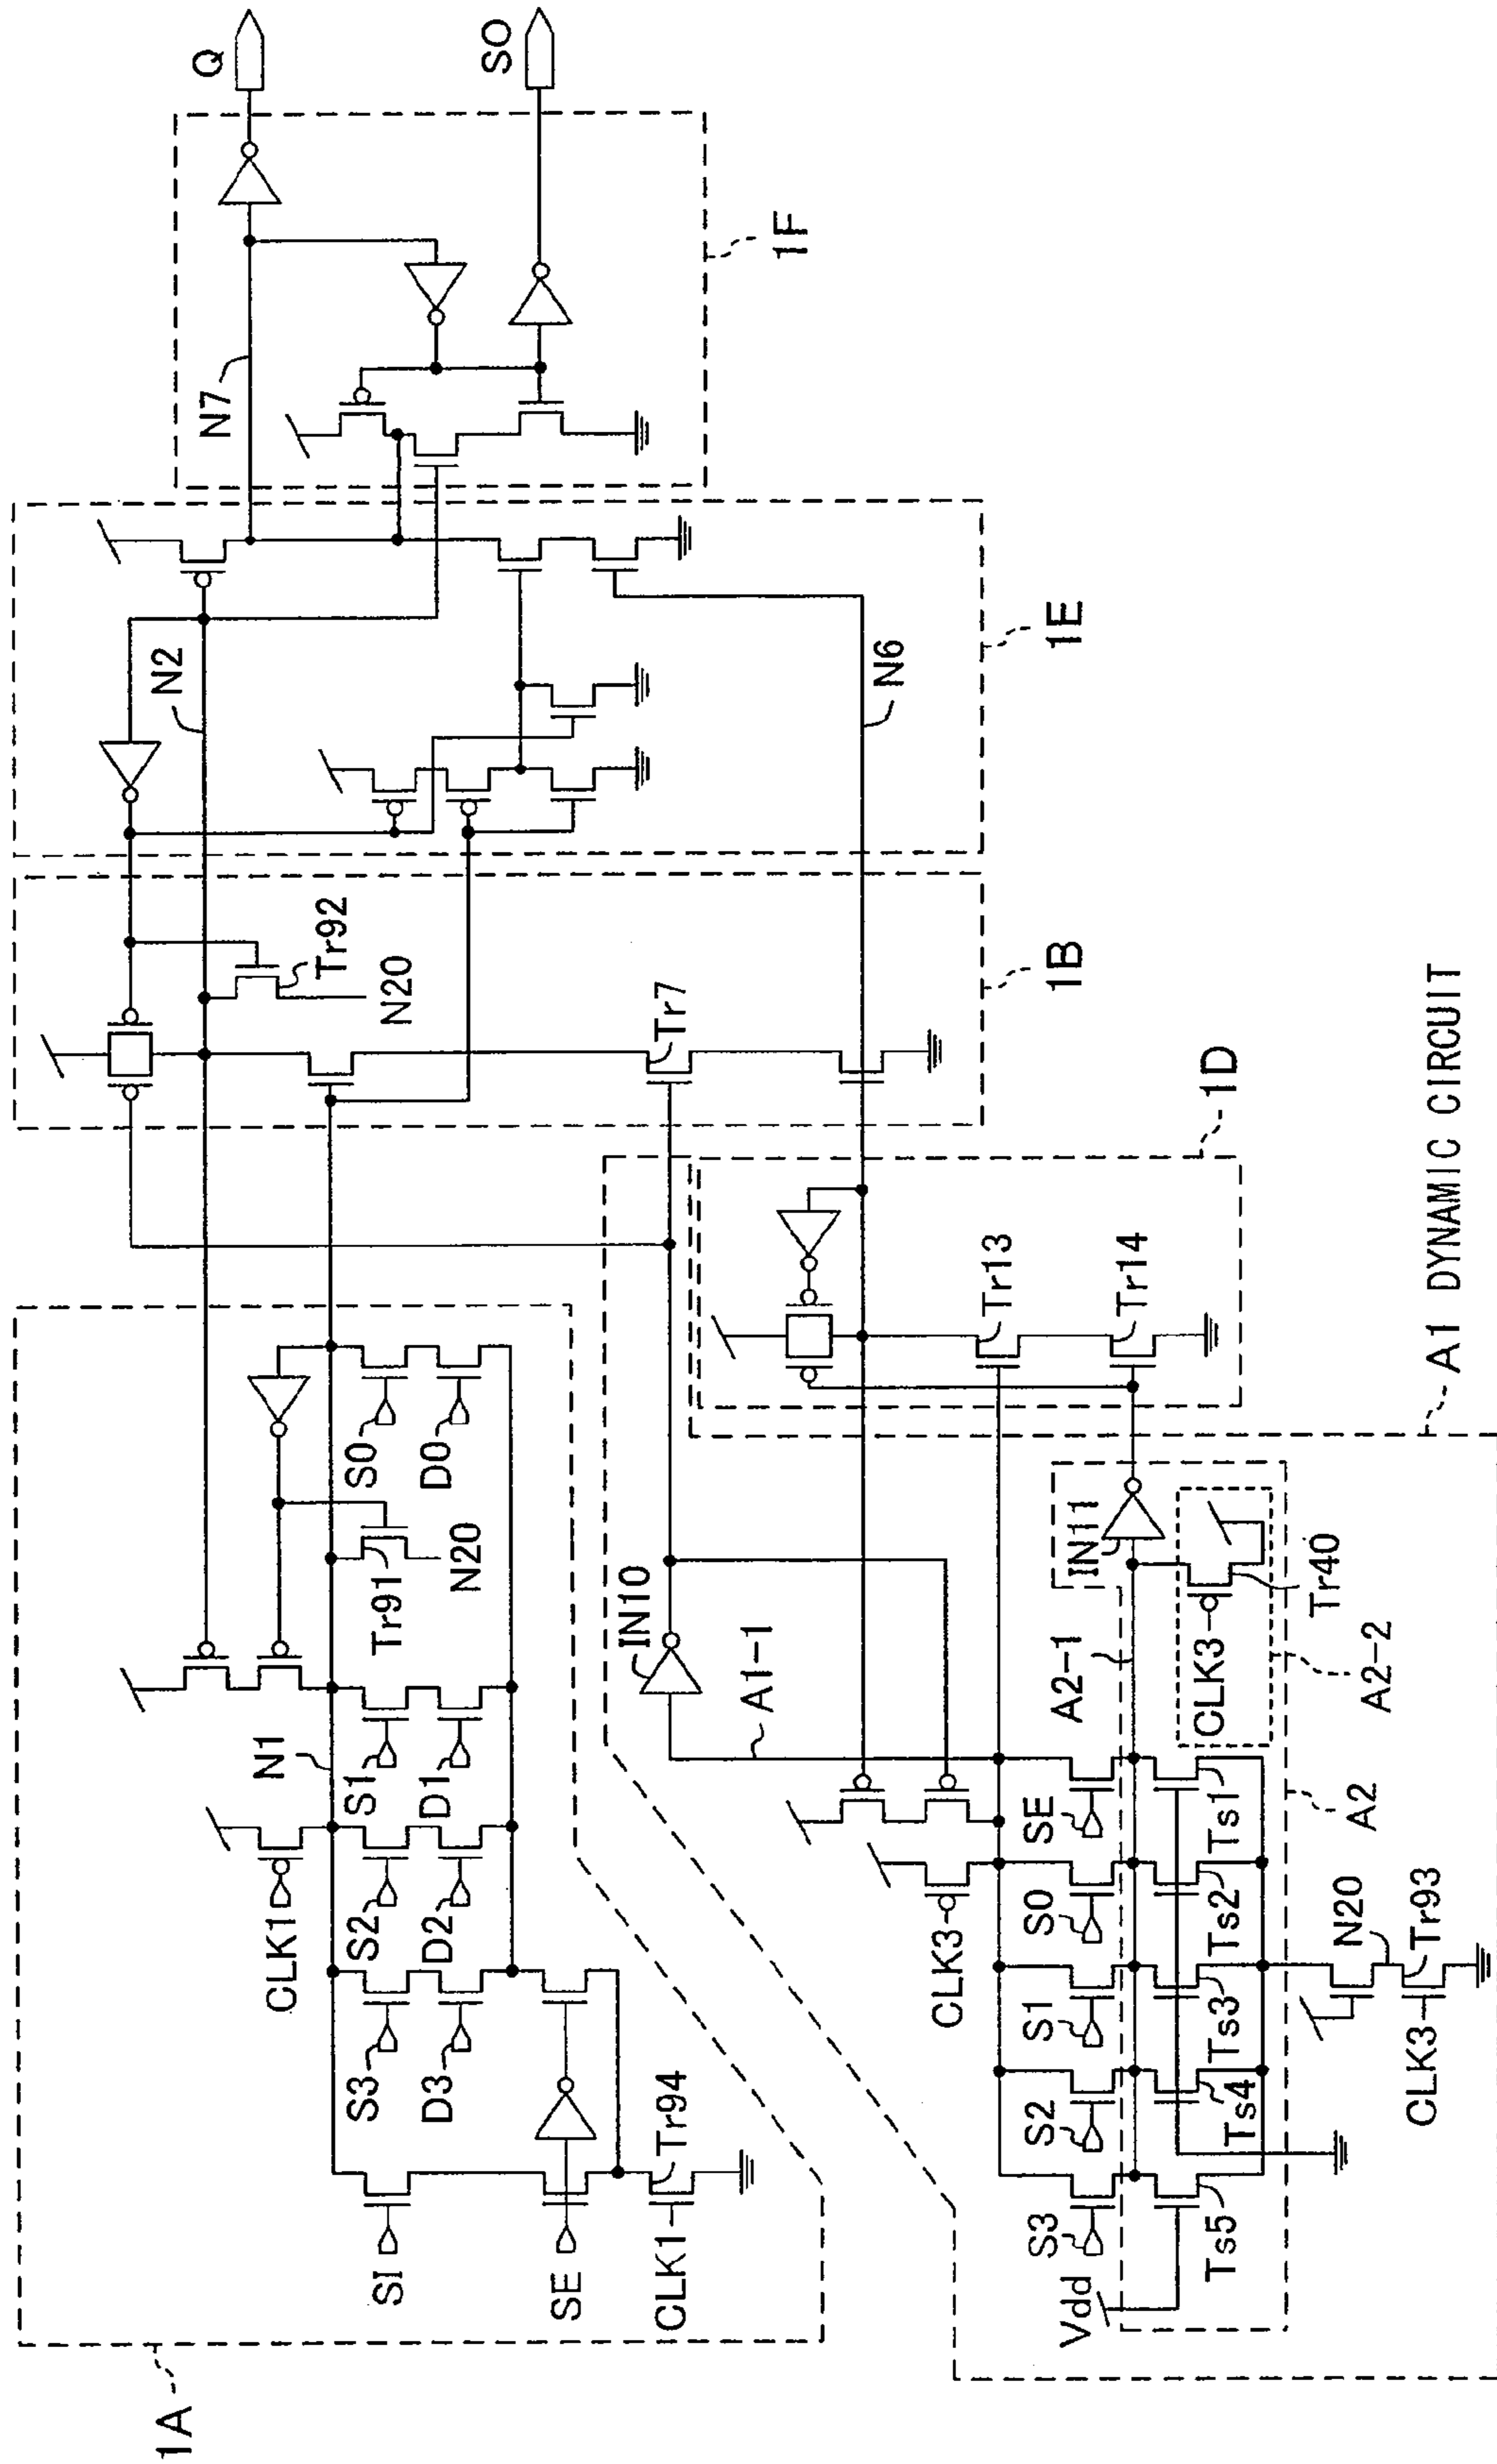 1A
SI
SE
CLK1
Tr94
S3
D3
CLK1
S2
D2
N1
S1
D1
Tr91
N20
S0
D0
Tr92
N20
Tr7
1B
N2
N6
1E
N7
1F
Q
SO
IN10
A1-1
CLK3
Vdd
S3
S2
S1
S0
SE
A2-1
IN11
Ts5
Ts4
Ts3
Ts2
Ts1
CLK3
Tr40
A2-2
A2
N20
Tr93
CLK3
Tr13
Tr14
1D
A1 DYNAMIC CIRCUIT